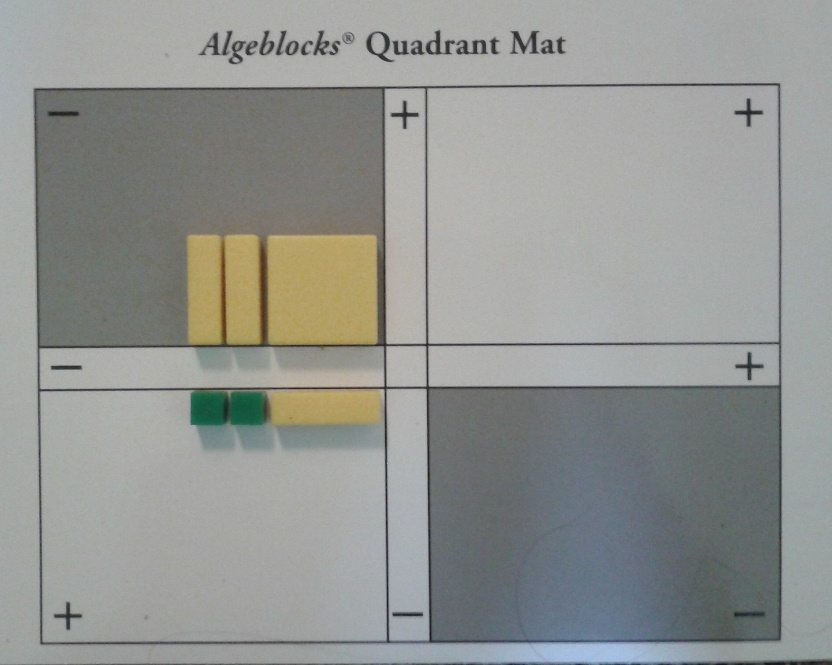 Algeblocks® Quadrant Mat
− + +
− +
+ − −